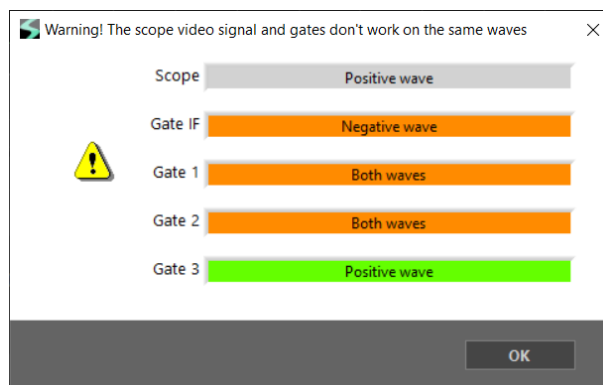 Warning! The scope video signal and gates don't work on the same waves
Scope Positive wave
Gate IF Negative wave
Gate 1 Both waves
Gate 2 Both waves
Gate 3 Positive wave
OK